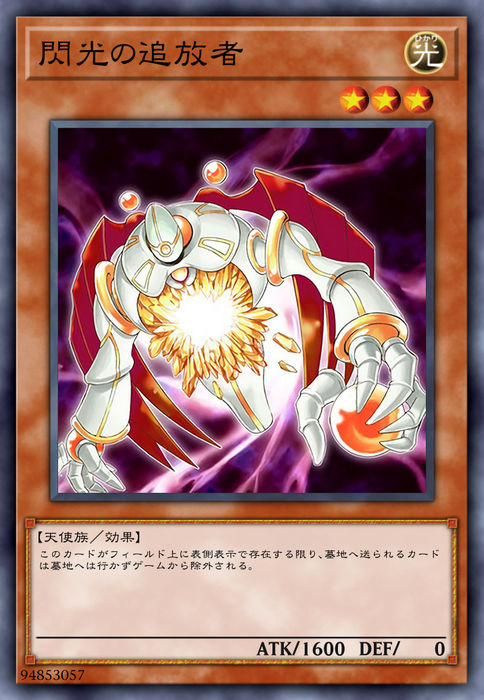 閃光の追放者
ひかり
光
【天使族／効果】
このカードがフィールド上に表側表示で存在する限り、墓地へ送られるカード
は墓地へは行かずゲームから除外される。
ATK/1600 DEF/ 0
94853057